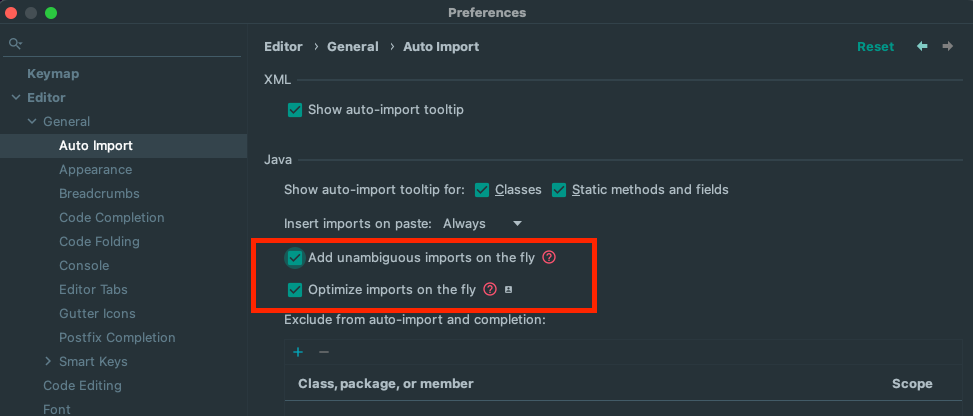 Preferences
Keymap
Editor
General
Auto Import
Appearance
Breadcrumbs
Code Completion
Code Folding
Console
Editor Tabs
Gutter Icons
Postfix Completion
Smart Keys
Code Editing
Font
Editor › General › Auto Import Reset
XML
Show auto-import tooltip
Java
Show auto-import tooltip for: Classes Static methods and fields
Insert imports on paste: Always
Add unambiguous imports on the fly ?
Optimize imports on the fly ?
Exclude from auto-import and completion:
+ −
Class, package, or member Scope